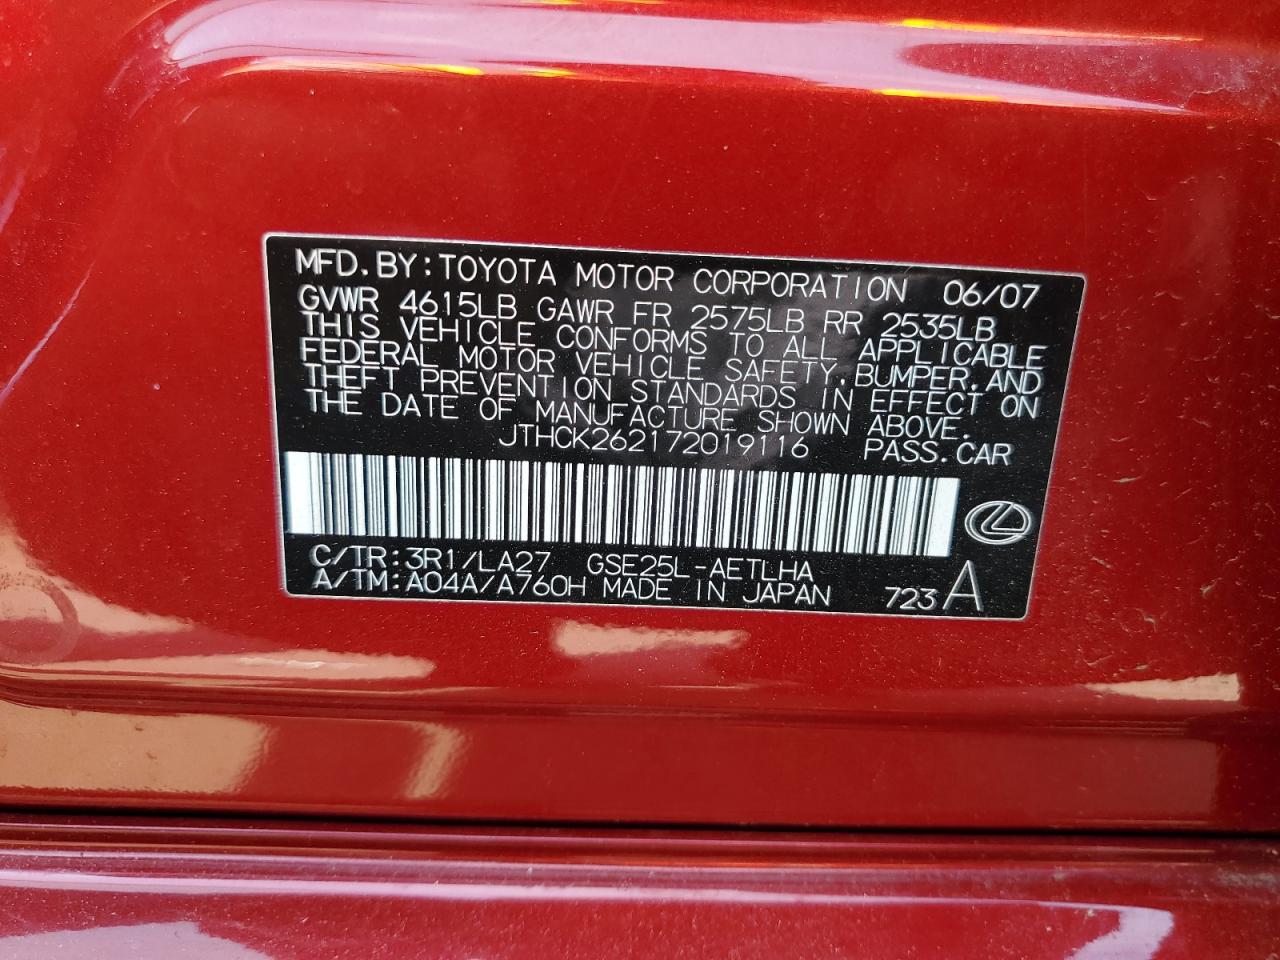 MFD.BY:TOYOTA MOTOR CORPORATION 06/07
GVWR 4615LB GAWR FR 2575LB RR 2535LB
THIS VEHICLE CONFORMS TO ALL APPLICABLE
FEDERAL MOTOR VEHICLE SAFETY,BUMPER,AND
THEFT PREVENTION STANDARDS IN EFFECT ON
THE DATE OF MANUFACTURE SHOWN ABOVE.
JTHCK262172019116 PASS.CAR
C/TR:3R1/LA27 GSE25L-AETLHA
A/TM:A04A/A760H MADE IN JAPAN 723 A